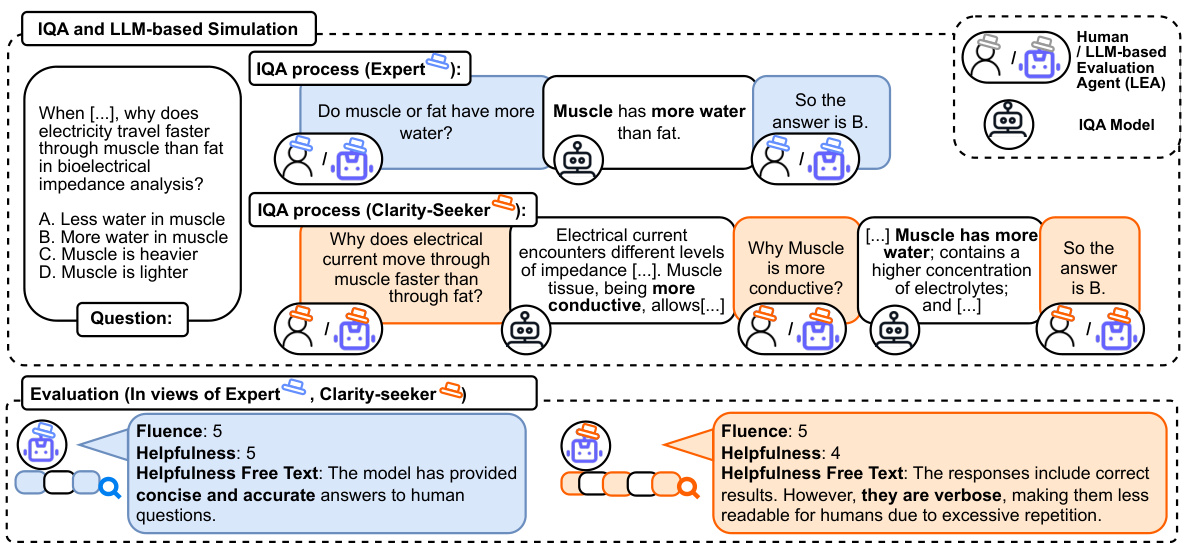 IQA and LLM-based Simulation
When [...], why does
electricity travel faster
through muscle than fat
in bioelectrical
impedance analysis?
A. Less water in muscle
B. More water in muscle
C. Muscle is heavier
D. Muscle is lighter
Question:
IQA process (Expert ):
Do muscle or fat have more
water?
/
Muscle has more water
than fat.
So the
answer is B.
/
IQA process (Clarity-Seeker ):
Why does electrical
current move through
muscle faster than
through fat?
/
Electrical current
encounters different levels
of impedance [...]. Muscle
tissue, being more
conductive, allows[...]
Why Muscle
is more
conductive?
/
[...] Muscle has more
water; contains a
higher concentration
of electrolytes;
and [...]
So the
answer
is B.
/
/
Human
/ LLM-based
Evaluation
Agent (LEA)
IQA Model
Evaluation (In views of Expert , Clarity-seeker )
Fluence: 5
Helpfulness: 5
Helpfulness Free Text: The model has provided
concise and accurate answers to human
questions.
Fluence: 5
Helpfulness: 4
Helpfulness Free Text: The responses include correct
results. However, they are verbose, making them less
readable for humans due to excessive repetition.